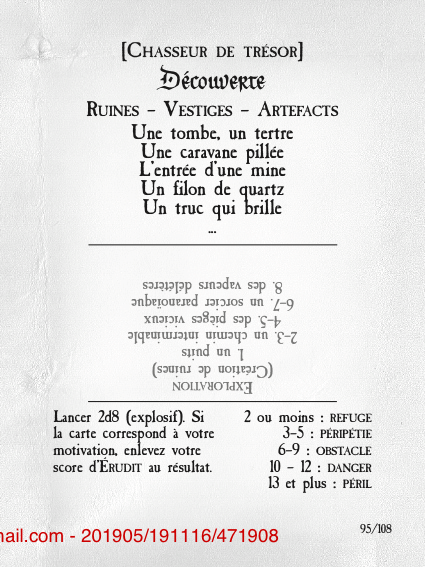 [Chasseur de trésor]
Découverte
Ruines – Vestiges – Artefacts
Une tombe, un tertre
Une caravane pillée
L'entrée d'une mine
Un filon de quartz
Un truc qui brille
...
Exploration
(Création de ruines)
1. un puits
2-3. un chemin interminable
4-5. des pièges vicieux
6-7. un sorcier paranoïaque
8. des vapeurs délétères
Lancer 2d8 (explosif). Si
la carte correspond à votre
motivation, enlevez votre
score d'Érudit au résultat.
2 ou moins : refuge
3-5 : péripétie
6-9 : obstacle
10 - 12 : danger
13 et plus : péril
95/108
mail.com - 201905/191116/471908